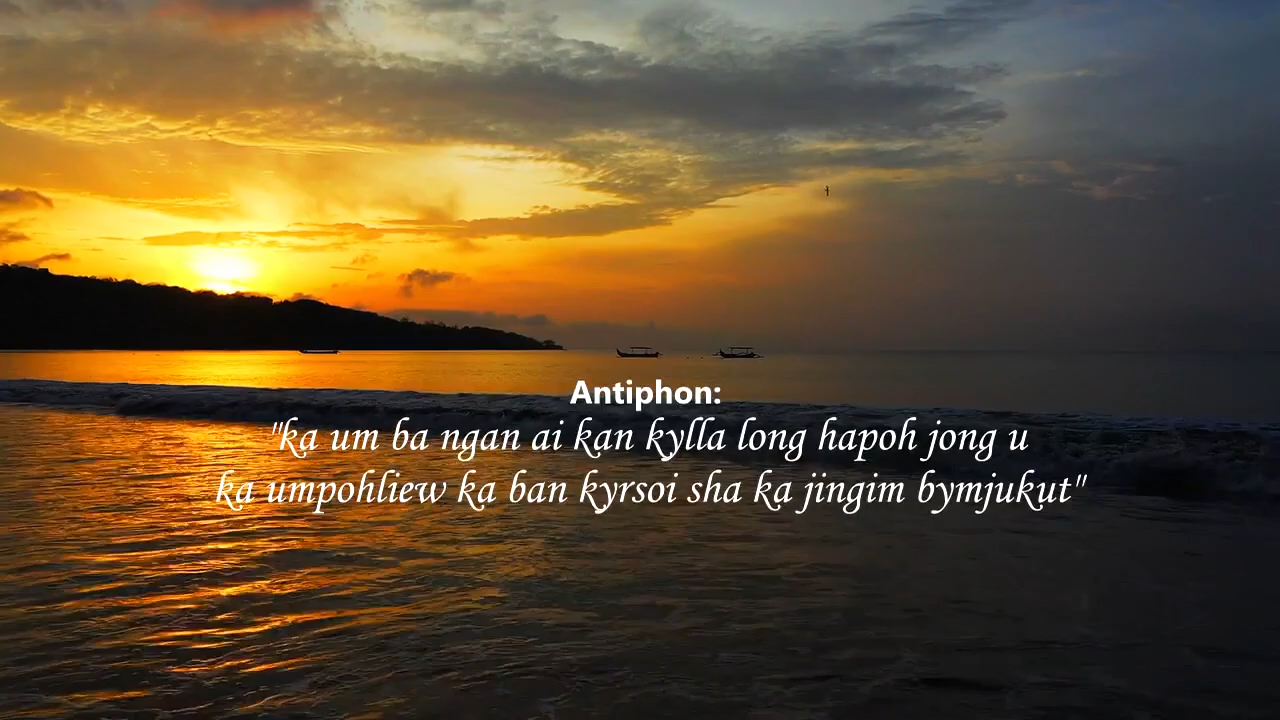 Antiphon:
"ka um ba ngan ai kan kylla long hapoh jong u
ka umpohliew ka ban kyrsoi sha ka jingim bymjukut"